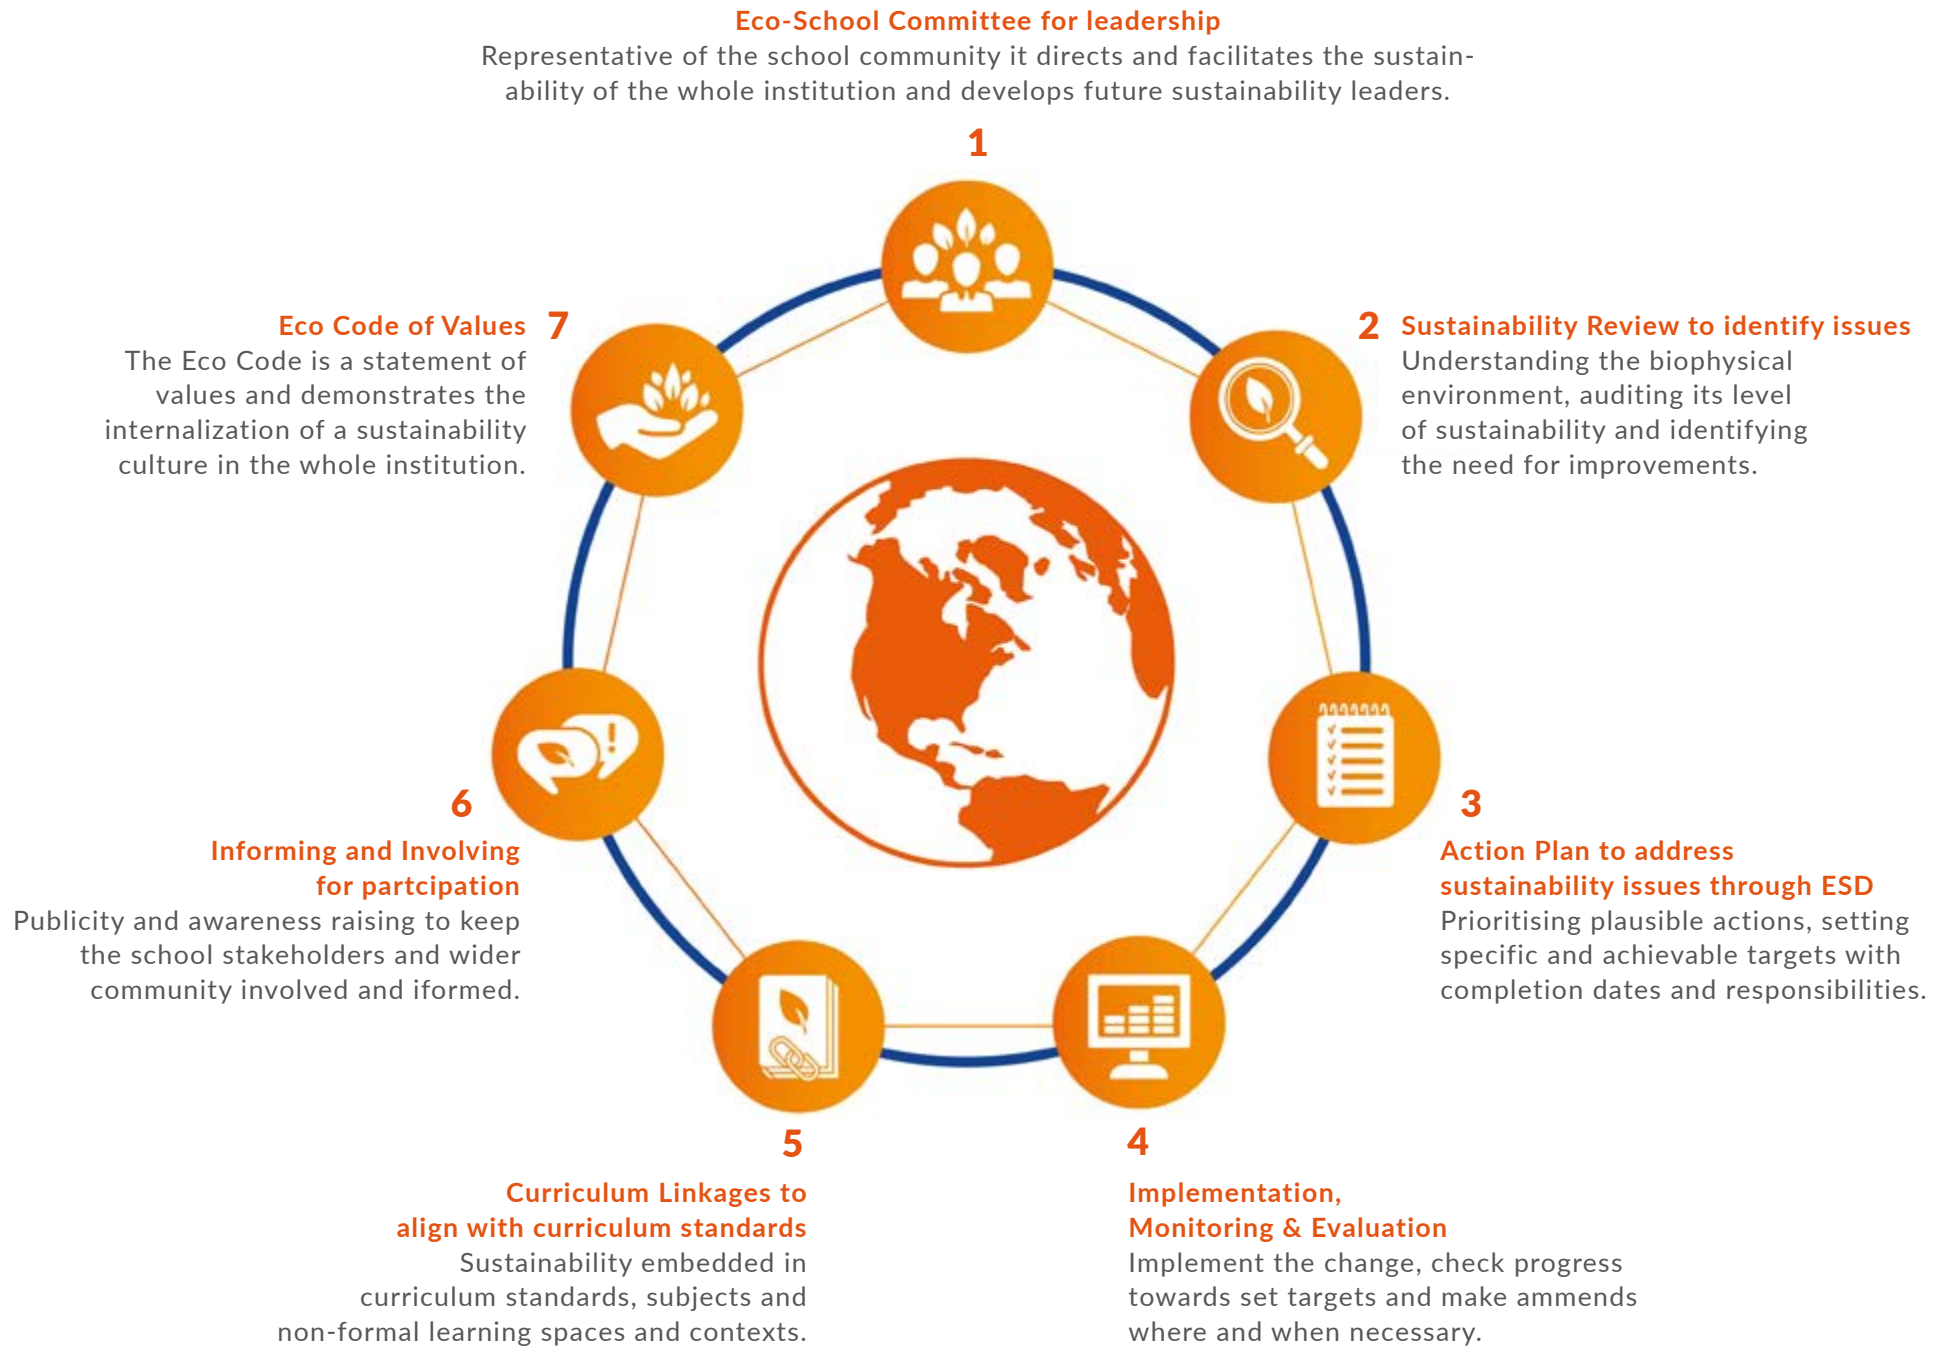 Eco-School Committee for leadership
Representative of the school community it directs and facilitates the sustain-
ability of the whole institution and develops future sustainability leaders.
1
2 Sustainability Review to identify issues
Understanding the biophysical
environment, auditing its level
of sustainability and identifying
the need for improvements.
3
Action Plan to address
sustainability issues through ESD
Prioritising plausible actions, setting
specific and achievable targets with
completion dates and responsibilities.
4
Implementation,
Monitoring & Evaluation
Implement the change, check progress
towards set targets and make ammends
where and when necessary.
5
Curriculum Linkages to
align with curriculum standards
Sustainability embedded in
curriculum standards, subjects and
non-formal learning spaces and contexts.
6
Informing and Involving
for partcipation
Publicity and awareness raising to keep
the school stakeholders and wider
community involved and iformed.
Eco Code of Values 7
The Eco Code is a statement of
values and demonstrates the
internalization of a sustainability
culture in the whole institution.